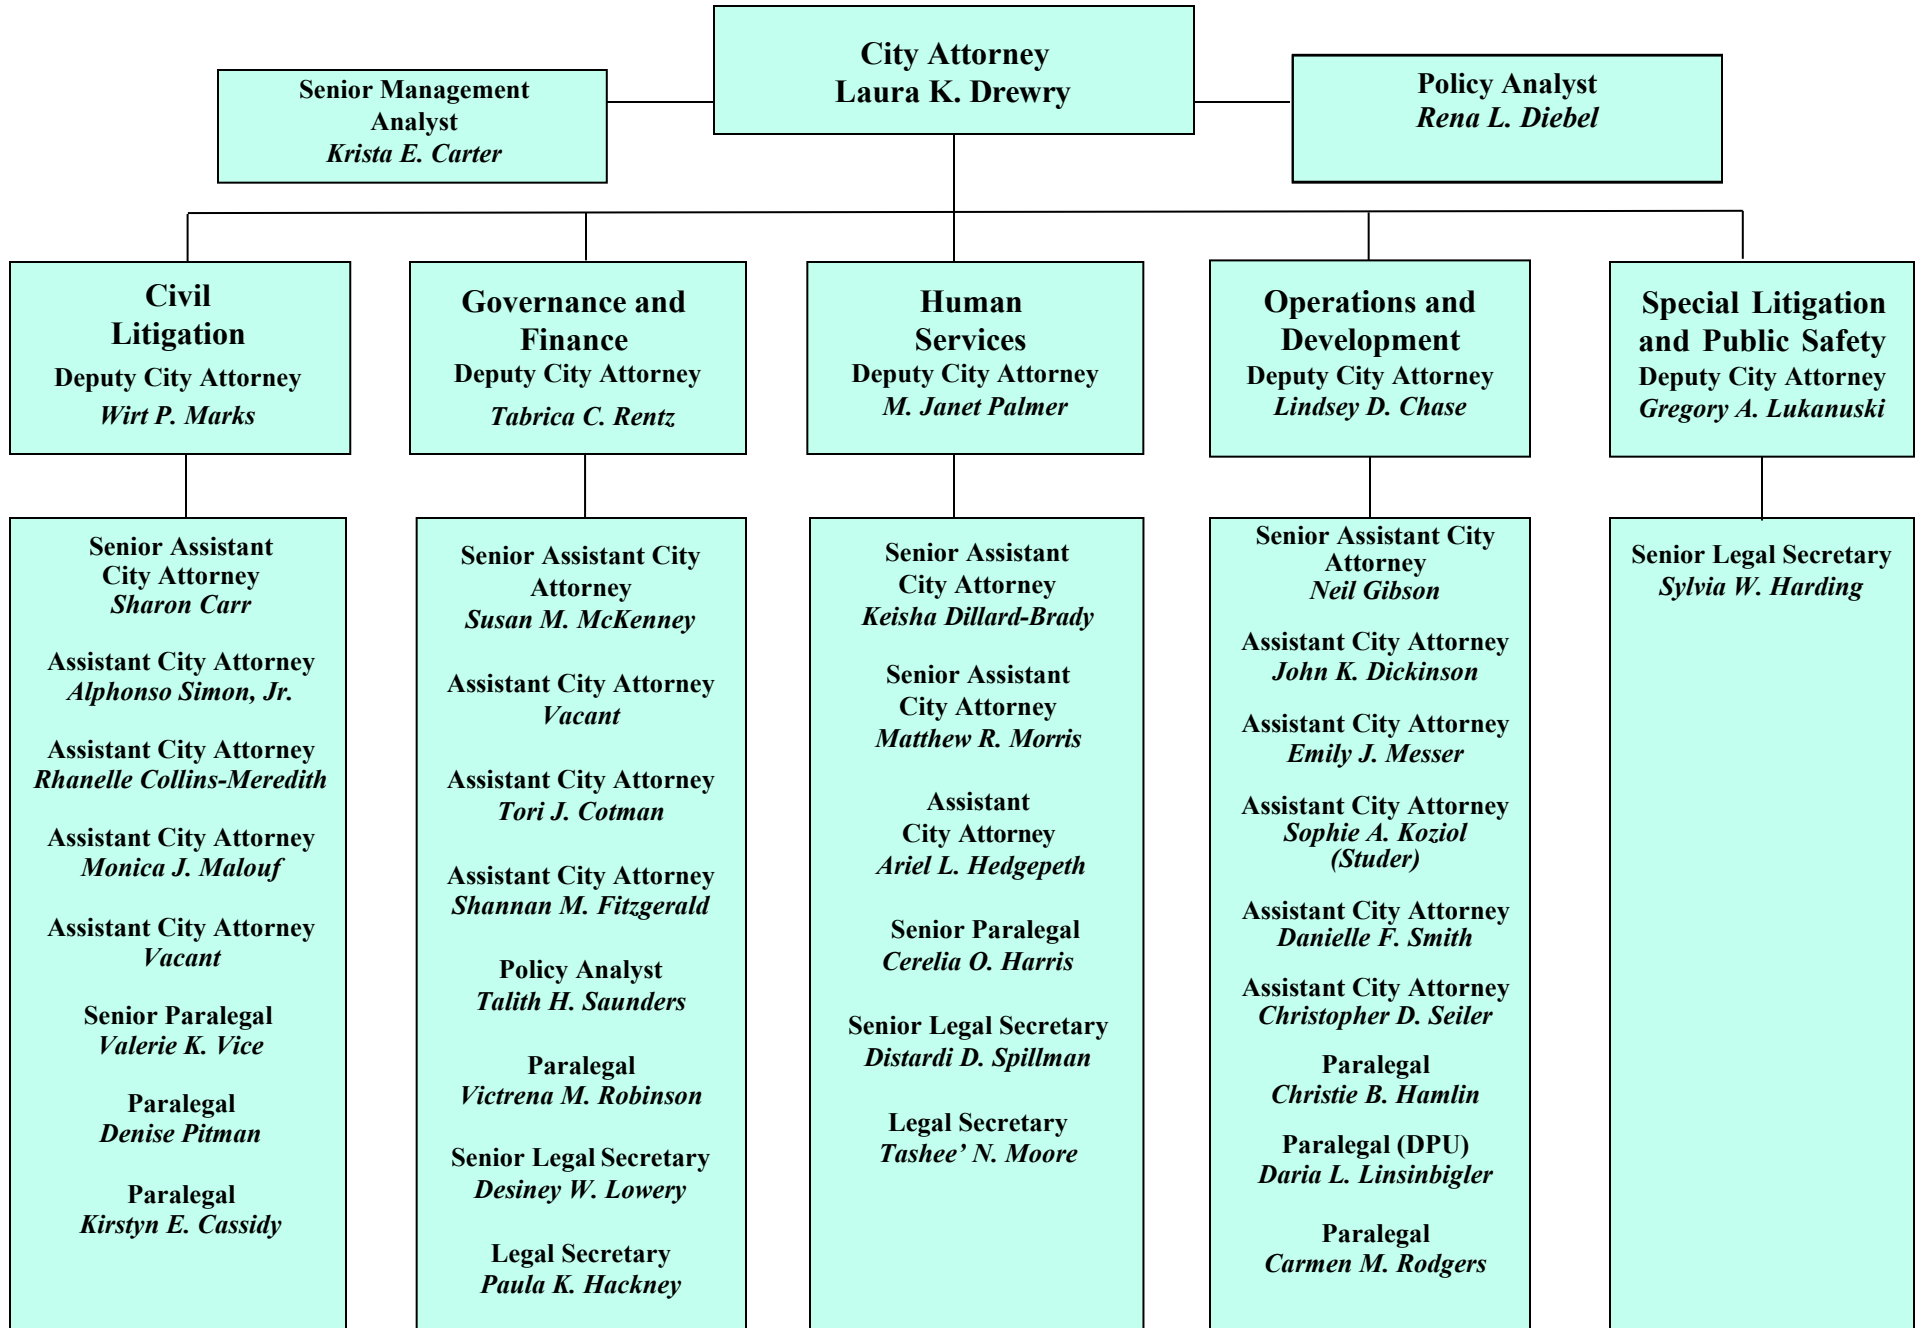 City Attorney
Laura K. Drewry
Senior Management
Analyst
Krista E. Carter
Policy Analyst
Rena L. Diebel
Civil
Litigation
Deputy City Attorney
Wirt P. Marks
Governance and
Finance
Deputy City Attorney
Tabrica C. Rentz
Human
Services
Deputy City Attorney
M. Janet Palmer
Operations and
Development
Deputy City Attorney
Lindsey D. Chase
Special Litigation
and Public Safety
Deputy City Attorney
Gregory A. Lukanuski
Senior Assistant
City Attorney
Sharon Carr
Assistant City Attorney
Alphonso Simon, Jr.
Assistant City Attorney
Rhanelle Collins-Meredith
Assistant City Attorney
Monica J. Malouf
Assistant City Attorney
Vacant
Senior Paralegal
Valerie K. Vice
Paralegal
Denise Pitman
Paralegal
Kirstyn E. Cassidy
Senior Assistant City
Attorney
Susan M. McKenney
Assistant City Attorney
Vacant
Assistant City Attorney
Tori J. Cotman
Assistant City Attorney
Shannan M. Fitzgerald
Policy Analyst
Talith H. Saunders
Paralegal
Victrena M. Robinson
Senior Legal Secretary
Desiney W. Lowery
Legal Secretary
Paula K. Hackney
Senior Assistant
City Attorney
Keisha Dillard-Brady
Senior Assistant
City Attorney
Matthew R. Morris
Assistant
City Attorney
Ariel L. Hedgepeth
Senior Paralegal
Cerelia O. Harris
Senior Legal Secretary
Distardi D. Spillman
Legal Secretary
Tashee’ N. Moore
Senior Assistant City
Attorney
Neil Gibson
Assistant City Attorney
John K. Dickinson
Assistant City Attorney
Emily J. Messer
Assistant City Attorney
Sophie A. Koziol
(Studer)
Assistant City Attorney
Danielle F. Smith
Assistant City Attorney
Christopher D. Seiler
Paralegal
Christie B. Hamlin
Paralegal (DPU)
Daria L. Linsinbigler
Paralegal
Carmen M. Rodgers
Senior Legal Secretary
Sylvia W. Harding